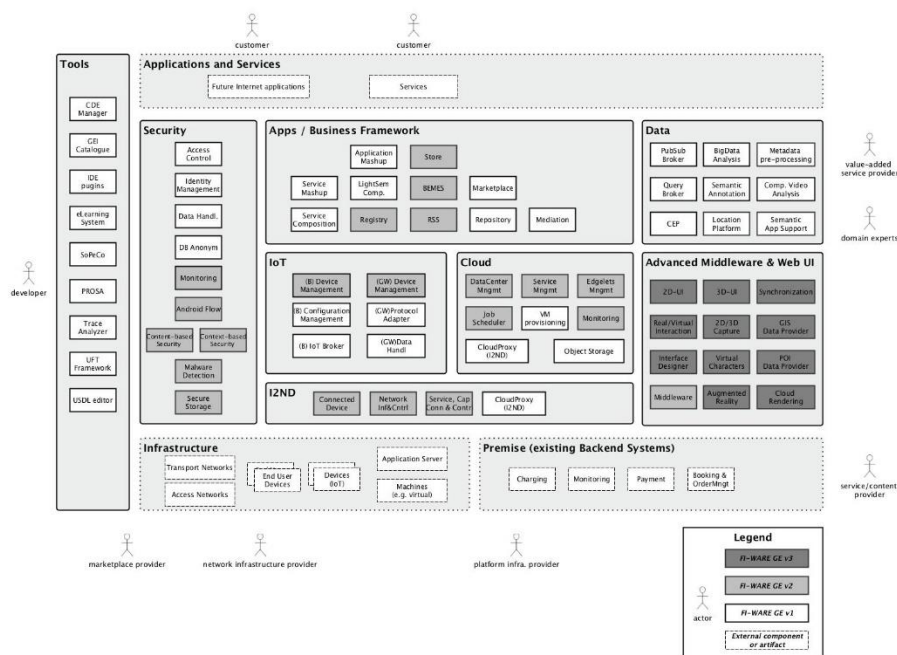 customer
customer
Tools
CDE
Manager
GEI
Catalogue
IDE
pugins
eLearning
System
SoPeCo
PROSA
Trace
Analyzer
UFT
Framework
USDL editor
developer
Applications and Services
Future Internet applications
Services
Security
Access
Control
Identity
Management
Data Handl.
DB Anonym
Monitoring
Android Flow
Content-based
Security
Context-based
Security
Malware
Detection
Secure
Storage
Apps / Business Framework
Application
Mashup
Store
Service
Mashup
LightSem
Comp.
BEMES
Marketplace
Service
Composition
Registry
RSS
Repository
Mediation
Data
PubSub
Broker
BigData
Analysis
Metadata
pre-processing
Query
Broker
Semantic
Annotation
Comp. Video
Analysis
CEP
Location
Platform
Semantic
App Support
value-added
service provider
domain experts
IoT
(B) Device
Management
(GW) Device
Management
(B) Configuration
Management
(GW)Protocol
Adapter
(B) IoT Broker
(GW)Data
Handl
Cloud
DataCenter
Mngmt
Service
Mngmt
Edgelets
Mngmt
Job
Scheduler
VM
provisioning
Monitoring
CloudProxy
(I2ND)
Object Storage
Advanced Middleware & Web UI
2D-UI
3D-UI
Synchronization
Real/Virtual
Interaction
2D/3D
Capture
GIS
Data Provider
Interface
Designer
Virtual
Characters
POI
Data Provider
Middleware
Augmented
Reality
Cloud
Rendering
I2ND
Connected
Device
Network
Inf&Cntrl
Service, Cap
Conn & Contr
CloudProxy
(I2ND)
Infrastructure
Transport Networks
Access Networks
End User
Devices
Devices
(IoT)
Application Server
Machines
(e.g. virtual)
Premise (existing Backend Systems)
Charging
Monitoring
Payment
Booking &
OrderMngt
service/content
provider
marketplace provider
network infrastructure provider
platform infra. provider
Legend
FI-WARE GE v3
FI-WARE GE v2
FI-WARE GE v1
External component
or artifact
actor